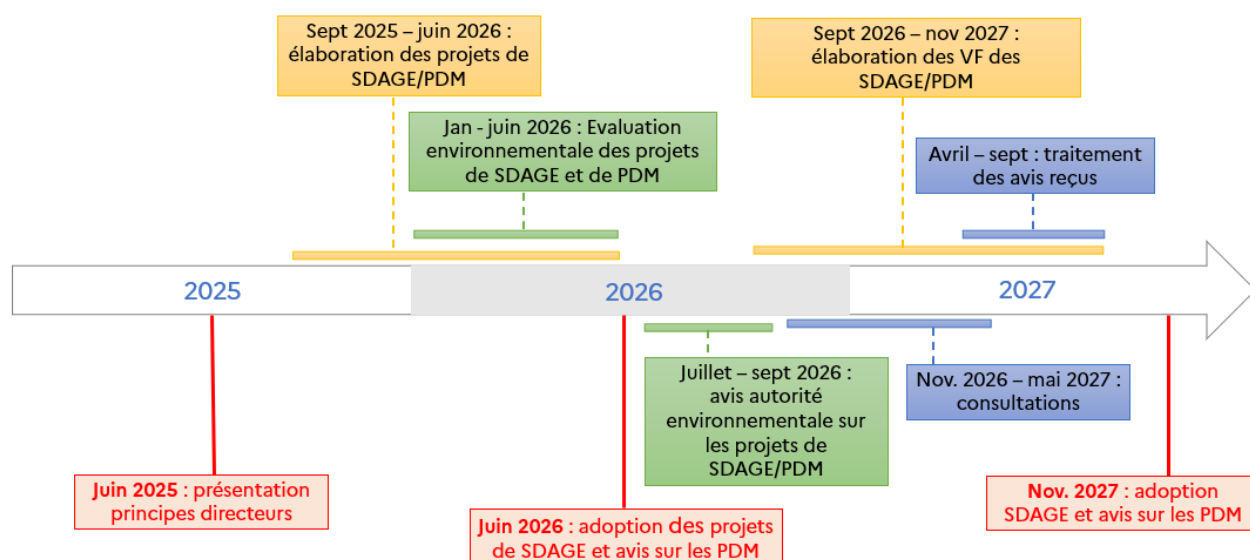 Sept 2025 – juin 2026 :
élaboration des projets de
SDAGE/PDM
Sept 2026 – nov 2027 :
élaboration des VF des
SDAGE/PDM
Jan - juin 2026 : Evaluation
environnementale des projets
de SDAGE et de PDM
Avril – sept : traitement
des avis reçus
2025
2026
2027
Juillet – sept 2026 :
avis autorité
environnementale sur
les projets de
SDAGE/PDM
Nov. 2026 – mai 2027 :
consultations
Juin 2025 : présentation
principes directeurs
Juin 2026 : adoption des projets
de SDAGE et avis sur les PDM
Nov. 2027 : adoption
SDAGE et avis sur les PDM